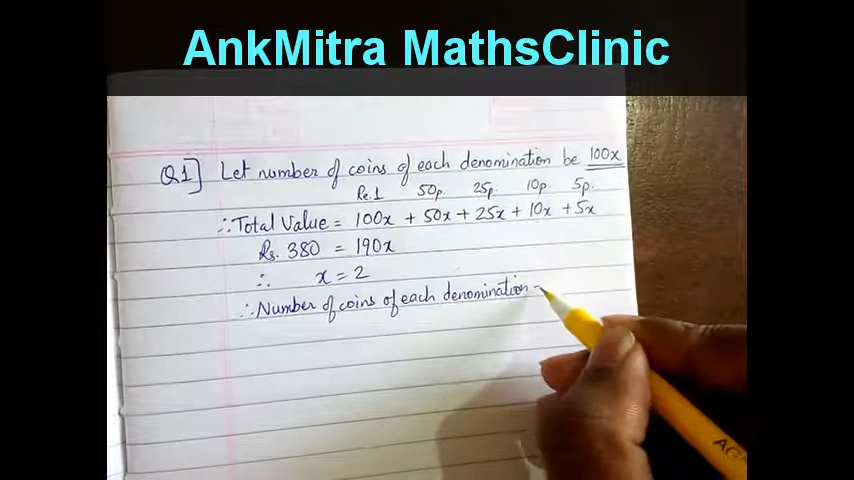 AnkMitra MathsClinic
Q1] Let number of coins of each denomination be 100x
Re.1 50p. 25p. 10p. 5p.
∴Total Value = 100x + 50x + 25x + 10x + 5x
Rs. 380 = 190x
∴ x = 2
∴Number of coins of each denomination =
AG